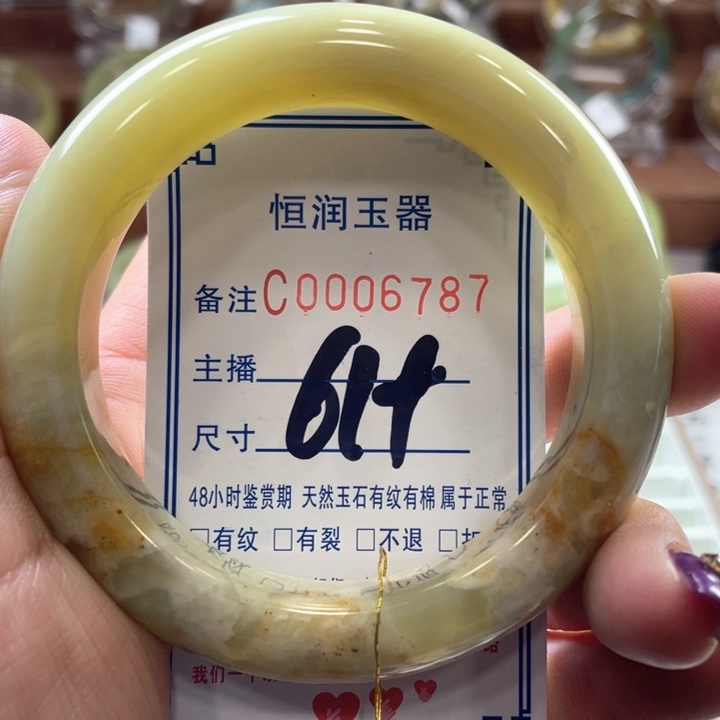 恒润玉器
备注C0006787
主播
尺寸 61+
48小时鉴赏期 天然玉石有纹有棉 属于正常
□有纹 □有裂 □不退 □
我们一